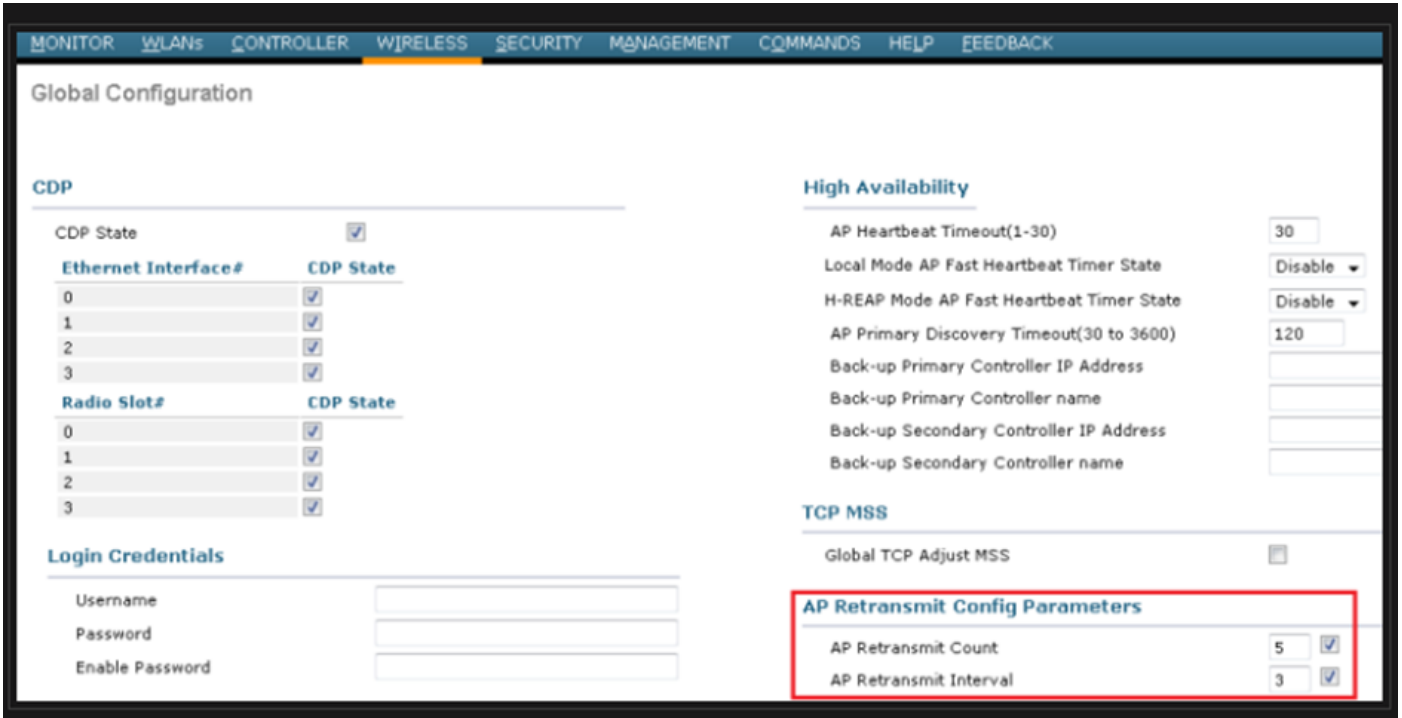 MONITOR WLANs CONTROLLER WIRELESS SECURITY MANAGEMENT COMMANDS HELP FEEDBACK
Global Configuration
CDP
CDP State
Ethernet Interface# CDP State
0
1
2
3
Radio Slot# CDP State
0
1
2
3
Login Credentials
Username
Password
Enable Password
High Availability
AP Heartbeat Timeout(1-30) 30
Local Mode AP Fast Heartbeat Timer State Disable
H-REAP Mode AP Fast Heartbeat Timer State Disable
AP Primary Discovery Timeout(30 to 3600) 120
Back-up Primary Controller IP Address
Back-up Primary Controller name
Back-up Secondary Controller IP Address
Back-up Secondary Controller name
TCP MSS
Global TCP Adjust MSS
AP Retransmit Config Parameters
AP Retransmit Count 5
AP Retransmit Interval 3